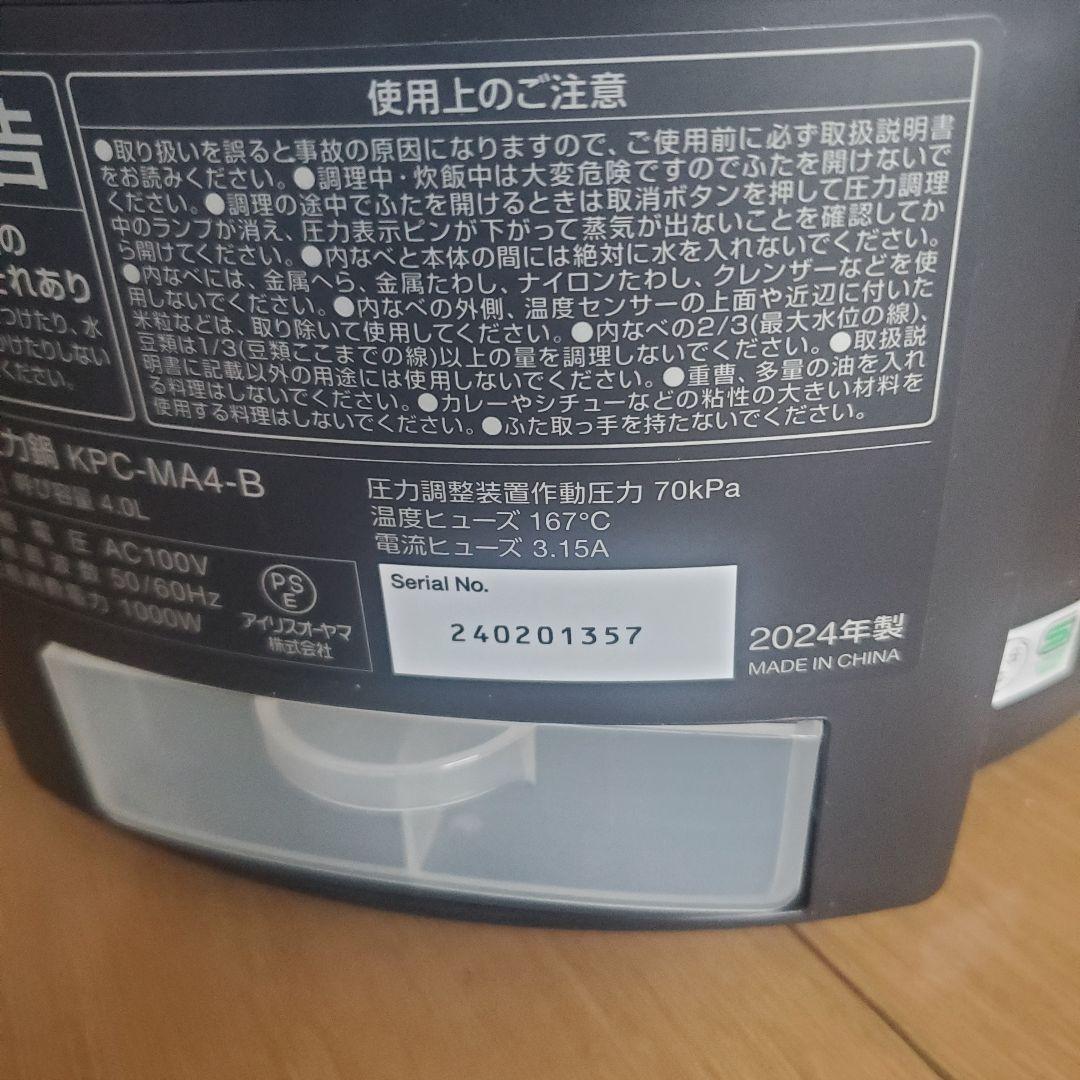 告
の
それあり
つけたり、水
かけたりしない
ください。
使用上のご注意
●取り扱いを誤ると事故の原因になりますので、ご使用前に必ず取扱説明書
をお読みください。●調理中・炊飯中は大変危険ですのでふたを開けないで
ください。●調理の途中でふたを開けるときは取消ボタンを押して圧力調理
中のランプが消え、圧力表示ピンが下がって蒸気が出ないことを確認してか
ら開けてください。●内なべと本体の間には絶対に水を入れないでください。
●内なべには、金属へら、金属たわし、ナイロンたわし、クレンザーなどを使
用しないでください。●内なべの外側、温度センサーの上面や近辺に付いた
米粒などは、取り除いて使用してください。●内なべの2/3(最大水位の線)、
豆類は1/3(豆類ここまでの線)以上の量を調理しないでください。●取扱説
明書に記載以外の用途には使用しないでください。●重曹、多量の油を入れ
る料理はしないでください。●カレーやシチューなどの粘性の大きい材料を
使用する料理はしないでください。●ふた取っ手を持たないでください。
力鍋 KPC-MA4-B
呼び容量 4.0L
電圧 AC100V
50/60Hz
1000W
PSE
アイリスオーヤマ
株式会社
圧力調整装置作動圧力 70kPa
温度ヒューズ 167°C
電流ヒューズ 3.15A
Serial No.
240201357
2024年製
MADE IN CHINA